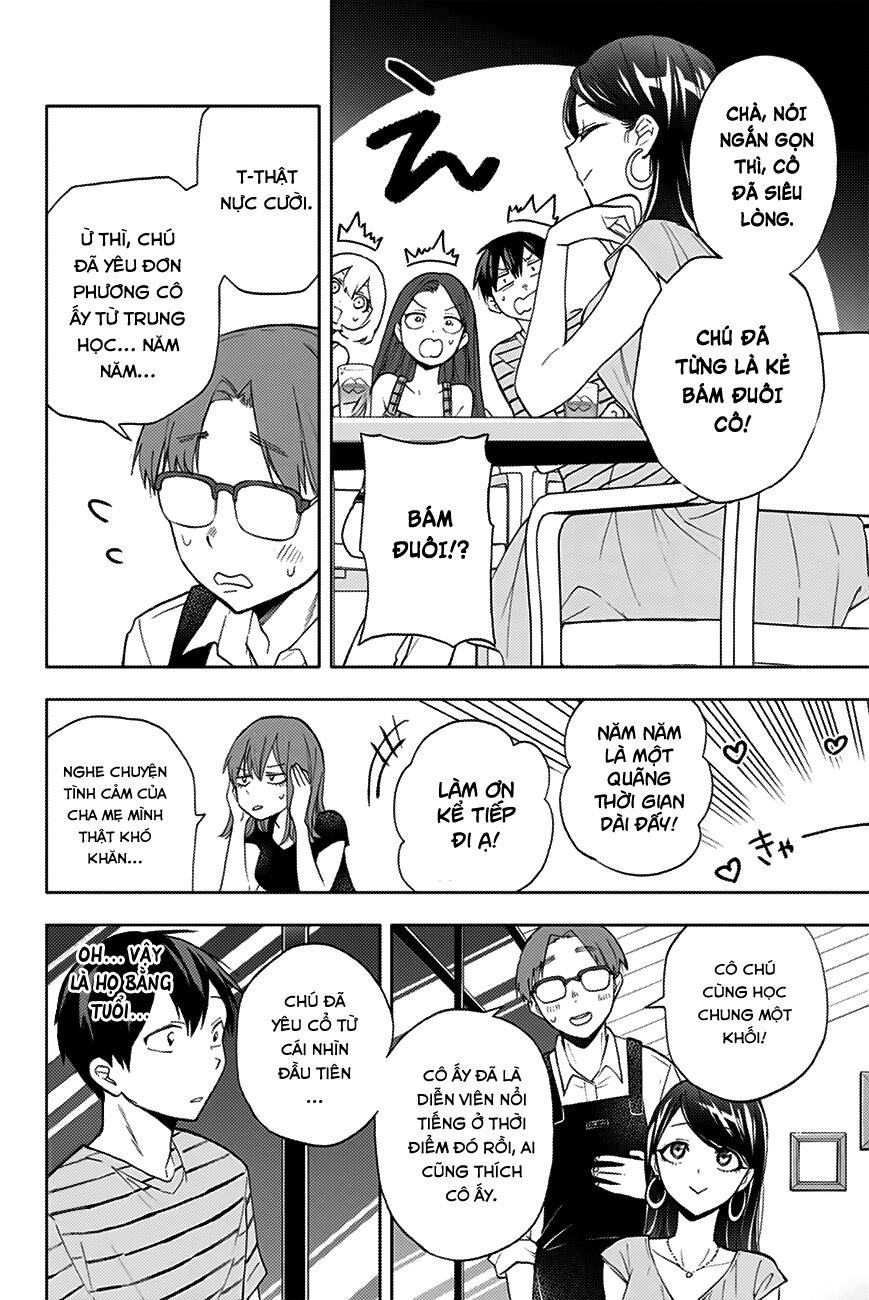 CHÀ, NÓI
NGẮN GỌN
THÌ, CÔ
ĐÃ SIÊU
LÒNG.
え
CHÚ ĐÃ
TỪNG LÀ KẺ
BÁM ĐUÔI
CÔ!
BÁM
ĐUÔI!?
T-THẬT
NỰC CƯỜI.
Ừ THÌ, CHÚ
ĐÃ YÊU ĐƠN
PHƯƠNG CÔ
ẤY TỪ TRUNG
HỌC... NĂM
NĂM...
NĂM NĂM
LÀ MỘT
QUÃNG
THỜI GIAN
DÀI ĐẤY!
きゃー
LÀM ƠN
KỂ TIẾP
ĐI Ạ!
NGHE CHUYỆN
TÌNH CẢM CỦA
CHA MẸ MÌNH
THẬT KHÓ
KHĂN...
CÔ CHÚ
CÙNG HỌC
CHUNG MỘT
KHỐI!
CÔ ẤY ĐÃ LÀ
DIỄN VIÊN NỔI
TIẾNG Ở THỜI
ĐIỂM ĐÓ RỒI, AI
CŨNG THÍCH
CÔ ẤY.
CHÚ ĐÃ
YÊU CỔ TỪ
CÁI NHÌN
ĐẦU TIÊN
...
OH... VẬY
LÀ HỌ BẰNG
TUỔI...